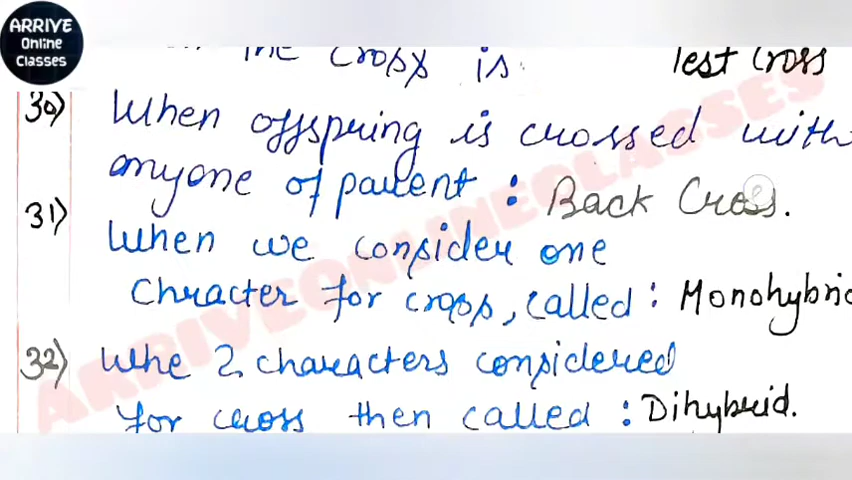 ARRIVE
Online
Classes
the cross is Test Cross
30) When offspring is crossed with
anyone of parent : Back Cross.
31) When we consider one
Chracter for cross, called : Monohybrid
32) Whe 2 characters considered
for cross then called : Dihybrid.
ARRIVEONLINECLASSES